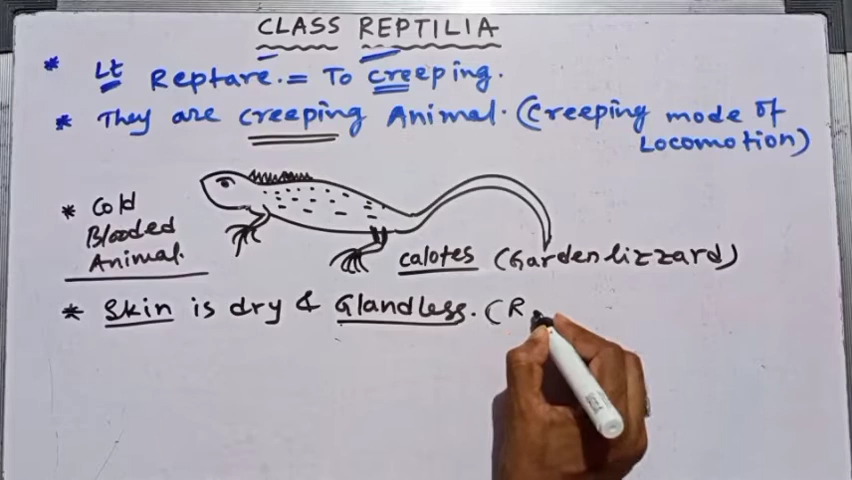 CLASS REPTILIA
* Lt Reptare. = To creeping.
* They are creeping Animal. (Creeping mode of
Locomotion)
* Cold
Blooded
Animal.
calotes (Garden lizzard)
* Skin is dry & Glandless. (R